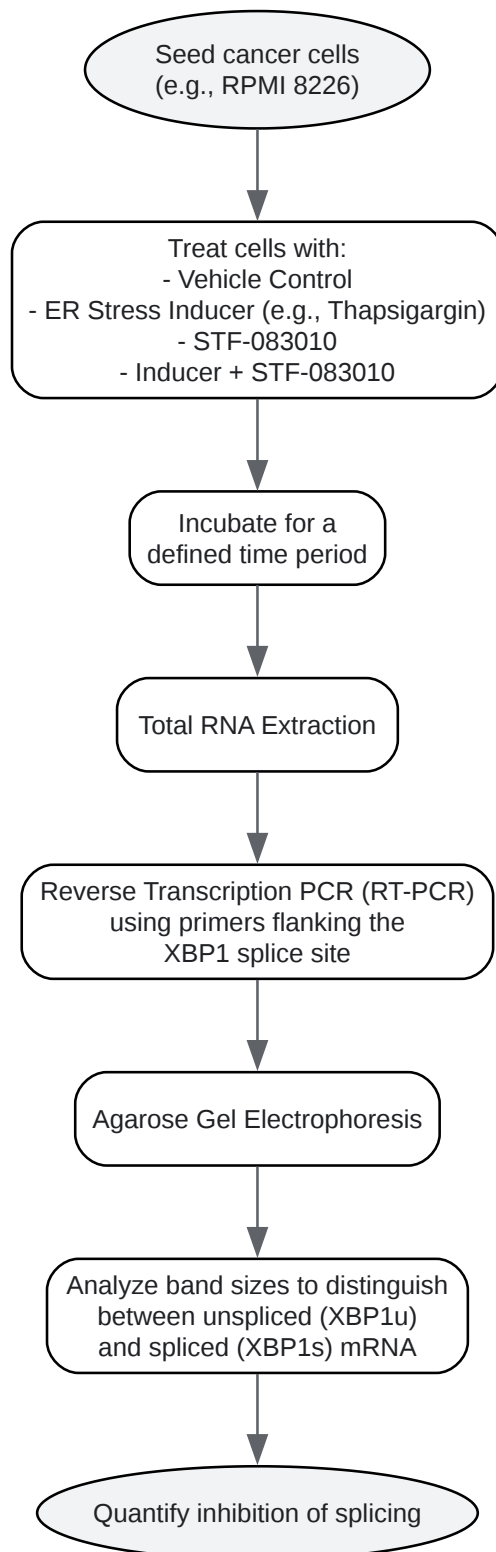 Seed cancer cells
(e.g., RPMI 8226)
Treat cells with:
- Vehicle Control
- ER Stress Inducer (e.g., Thapsigargin)
- STF-083010
- Inducer + STF-083010
Incubate for a
defined time period
Total RNA Extraction
Reverse Transcription PCR (RT-PCR)
using primers flanking the
XBP1 splice site
Agarose Gel Electrophoresis
Analyze band sizes to distinguish
between unspliced (XBP1u)
and spliced (XBP1s) mRNA
Quantify inhibition of splicing